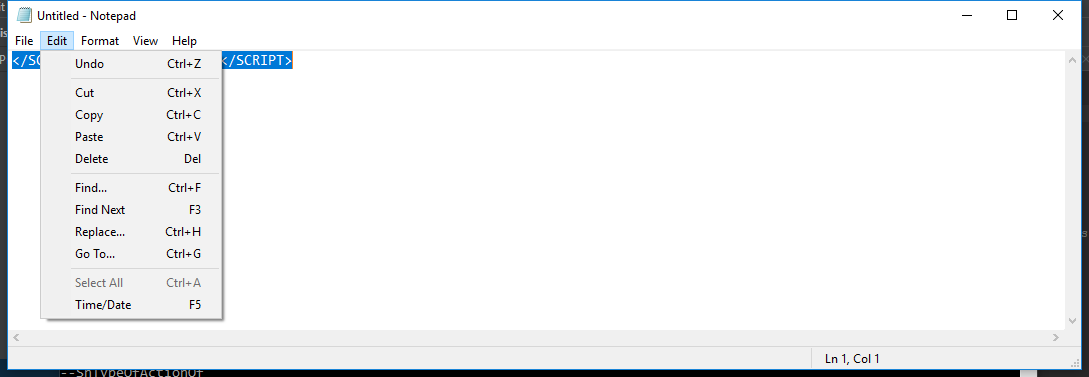 Untitled - Notepad
File Edit Format View Help
</SC </SCRIPT>
Undo Ctrl+Z
Cut Ctrl+X
Copy Ctrl+C
Paste Ctrl+V
Delete Del
Find... Ctrl+F
Find Next F3
Replace... Ctrl+H
Go To... Ctrl+G
Select All Ctrl+A
Time/Date F5
Ln 1, Col 1